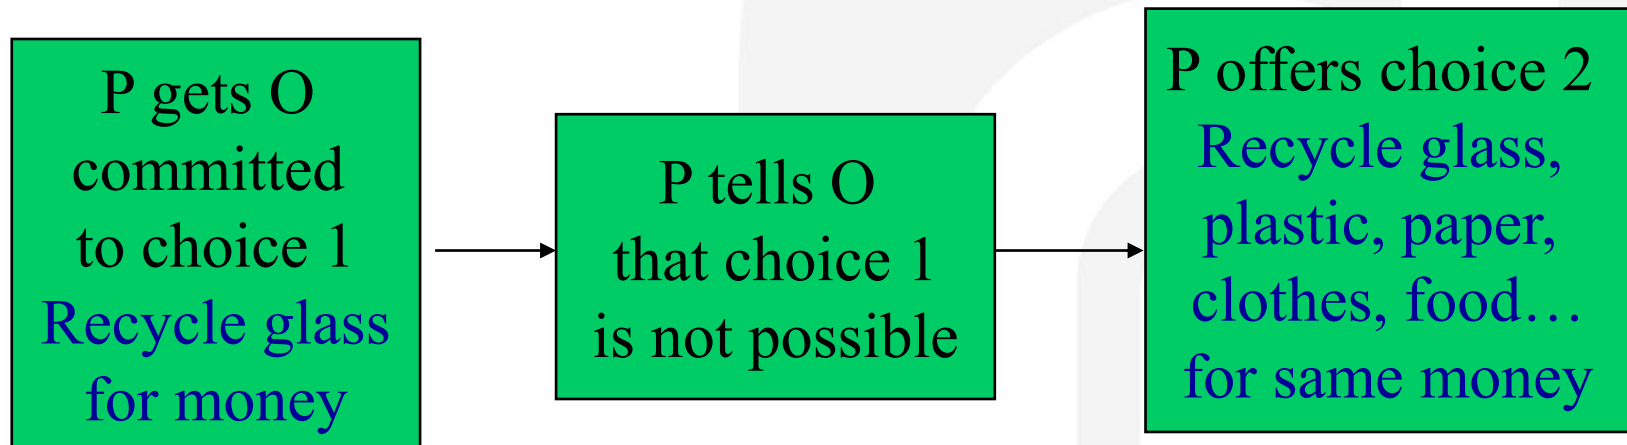 P gets O
committed
to choice 1
Recycle glass
for money
P tells O
that choice 1
is not possible
P offers choice 2
Recycle glass,
plastic, paper,
clothes, food…
for same money